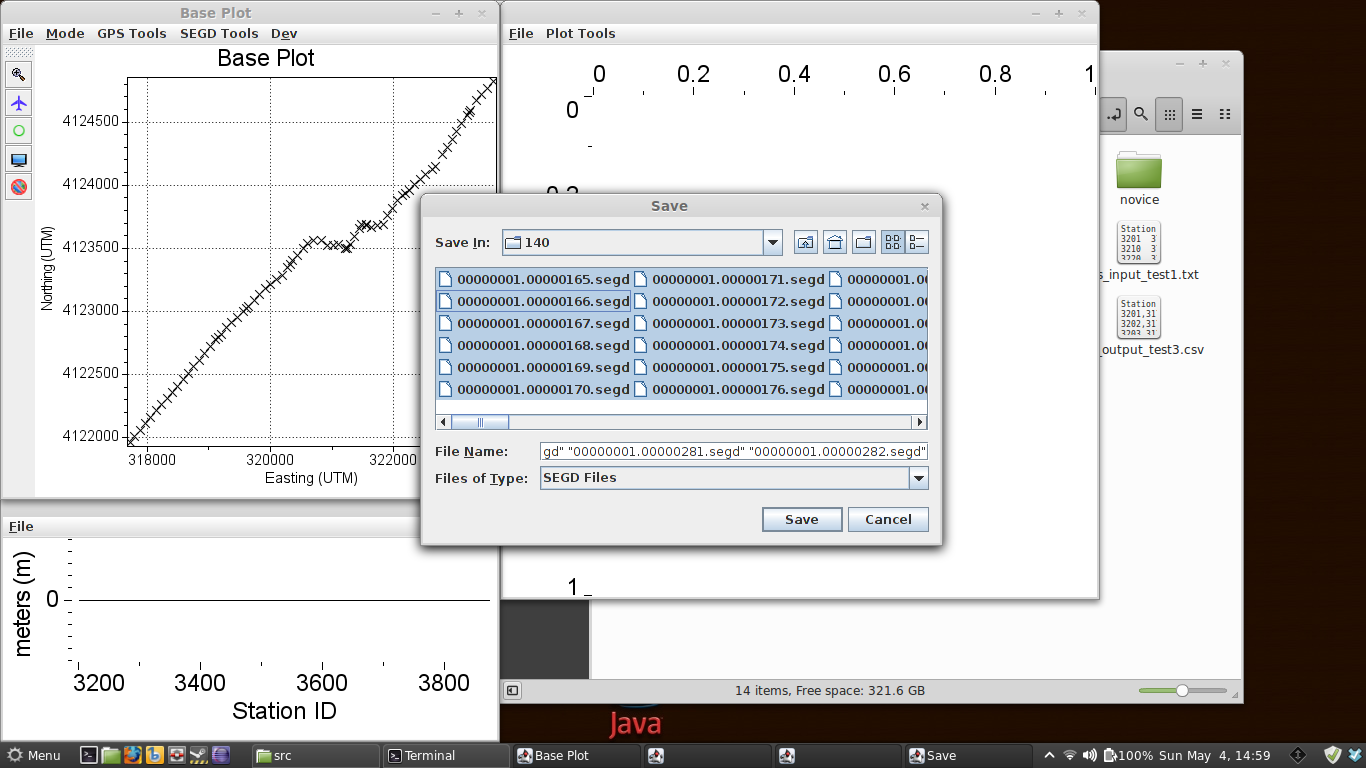 Base Plot
File Mode GPS Tools SEGD Tools Dev
Base Plot
4124500
4124000
4123500
4123000
4122500
4122000
Northing (UTM)
318000 320000 322000
Easting (UTM)
File
meters (m)
0
3200 3400 3600 3800
Station ID
File Plot Tools
0 0.2 0.4 0.6 0.8 1
0
0.2
1
Save
Save In: 140
00000001.00000165.segd 00000001.00000171.segd 00000001.00
00000001.00000166.segd 00000001.00000172.segd 00000001.00
00000001.00000167.segd 00000001.00000173.segd 00000001.00
00000001.00000168.segd 00000001.00000174.segd 00000001.00
00000001.00000169.segd 00000001.00000175.segd 00000001.00
00000001.00000170.segd 00000001.00000176.segd 00000001.00
File Name: gd" "00000001.00000281.segd" "00000001.00000282.segd"
Files of Type: SEGD Files
Save Cancel
novice
Station
3201 3
3210 3
3220 3
s_input_test1.txt
Station
3201,31
3202,31
3203,31
_output_test3.csv
14 items, Free space: 321.6 GB
Java
Menu src Terminal Base Plot Save 100% Sun May 4, 14:59